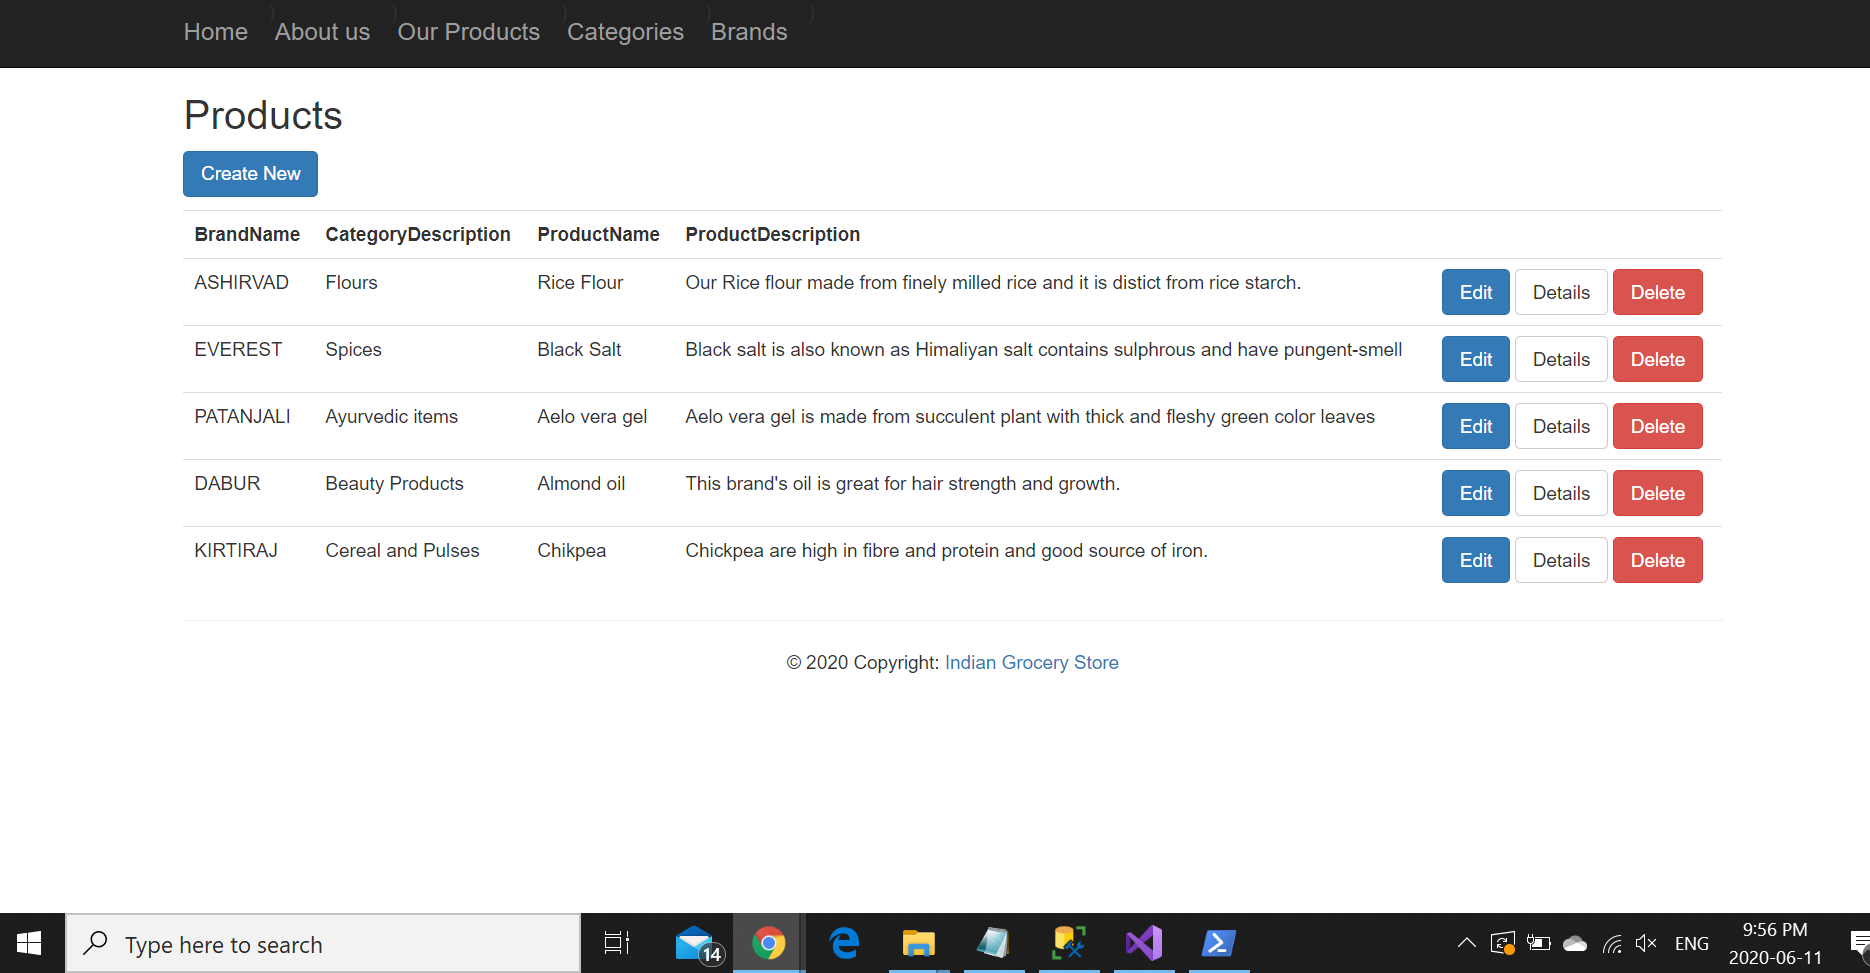 Home ) About us ) Our Products ) Categories ) Brands )
Products
Create New
BrandName CategoryDescription ProductName ProductDescription
ASHIRVAD Flours Rice Flour Our Rice flour made from finely milled rice and it is distict from rice starch. Edit Details Delete
EVEREST Spices Black Salt Black salt is also known as Himaliyan salt contains sulphrous and have pungent-smell Edit Details Delete
PATANJALI Ayurvedic items Aelo vera gel Aelo vera gel is made from succulent plant with thick and fleshy green color leaves Edit Details Delete
DABUR Beauty Products Almond oil This brand's oil is great for hair strength and growth. Edit Details Delete
KIRTIRAJ Cereal and Pulses Chikpea Chickpea are high in fibre and protein and good source of iron. Edit Details Delete
© 2020 Copyright: Indian Grocery Store
Type here to search 14 ENG 9:56 PM
2020-06-11